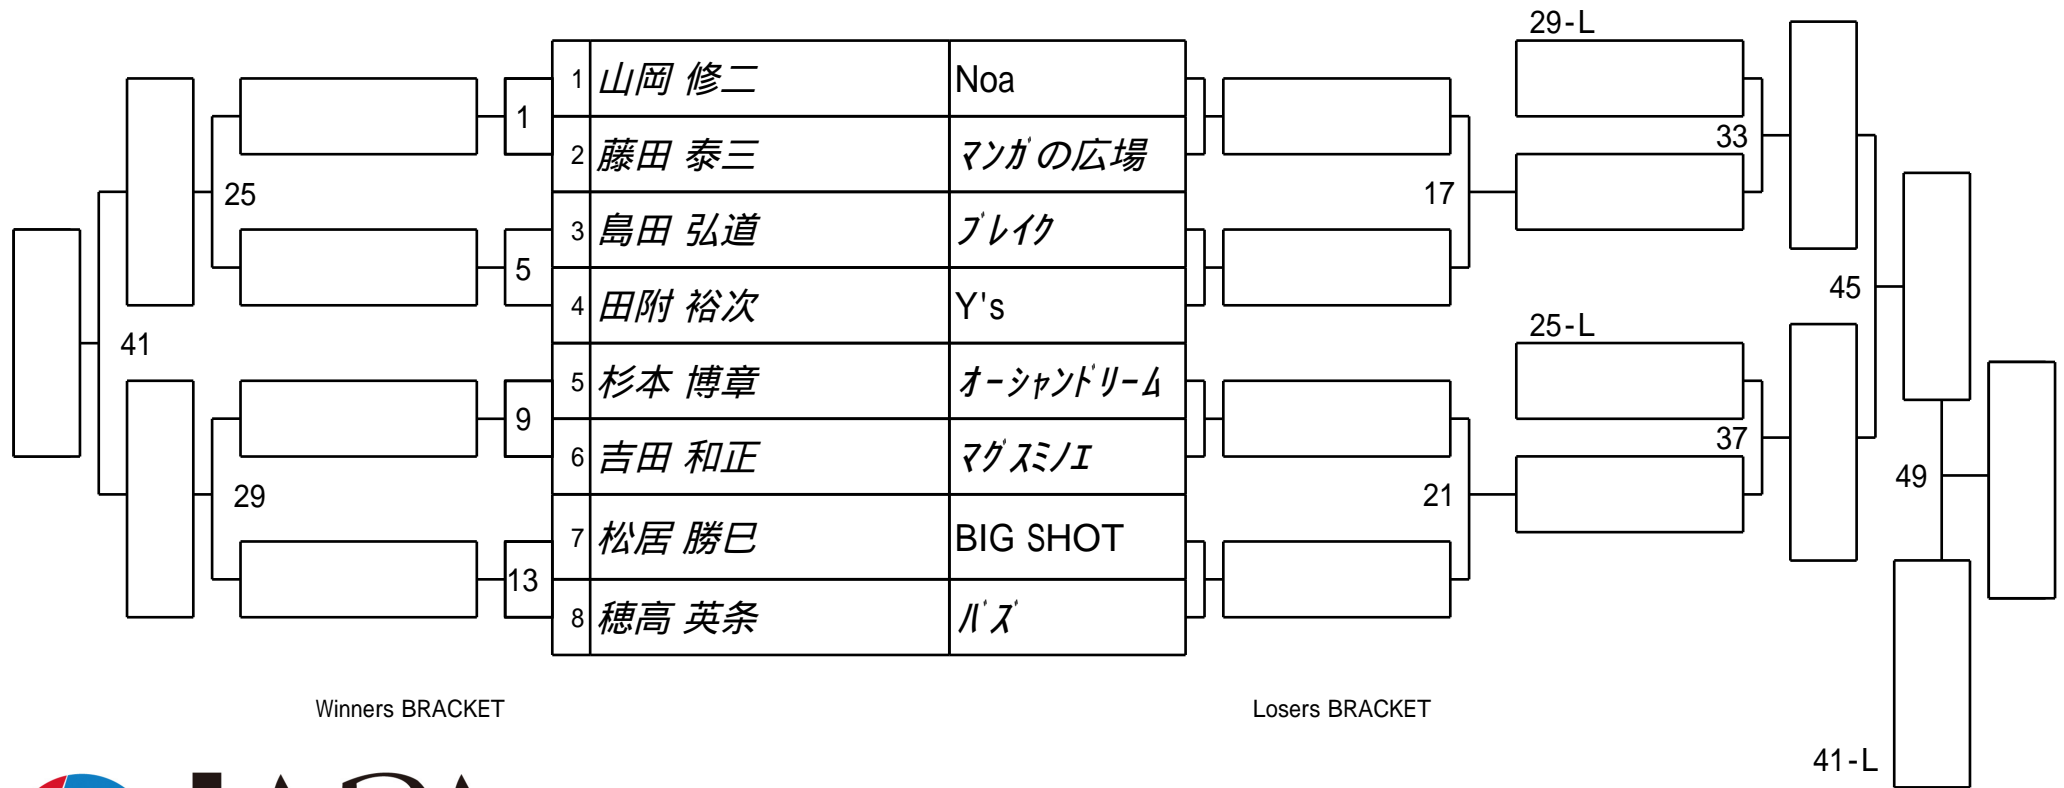 29-L
1 山岡 修二 Noa
1
2 藤田 泰三 マンガの広場
33
25
17
3 島田 弘道 ブレイク
5
4 田附 裕次 Y's
45
25-L
41
5 杉本 博章 オーシャンドリーム
9
37
6 吉田 和正 マグスミノエ
49
29
21
7 松居 勝巳 BIG SHOT
13
8 穂高 英条 バズ
Winners BRACKET
Losers BRACKET
41-L